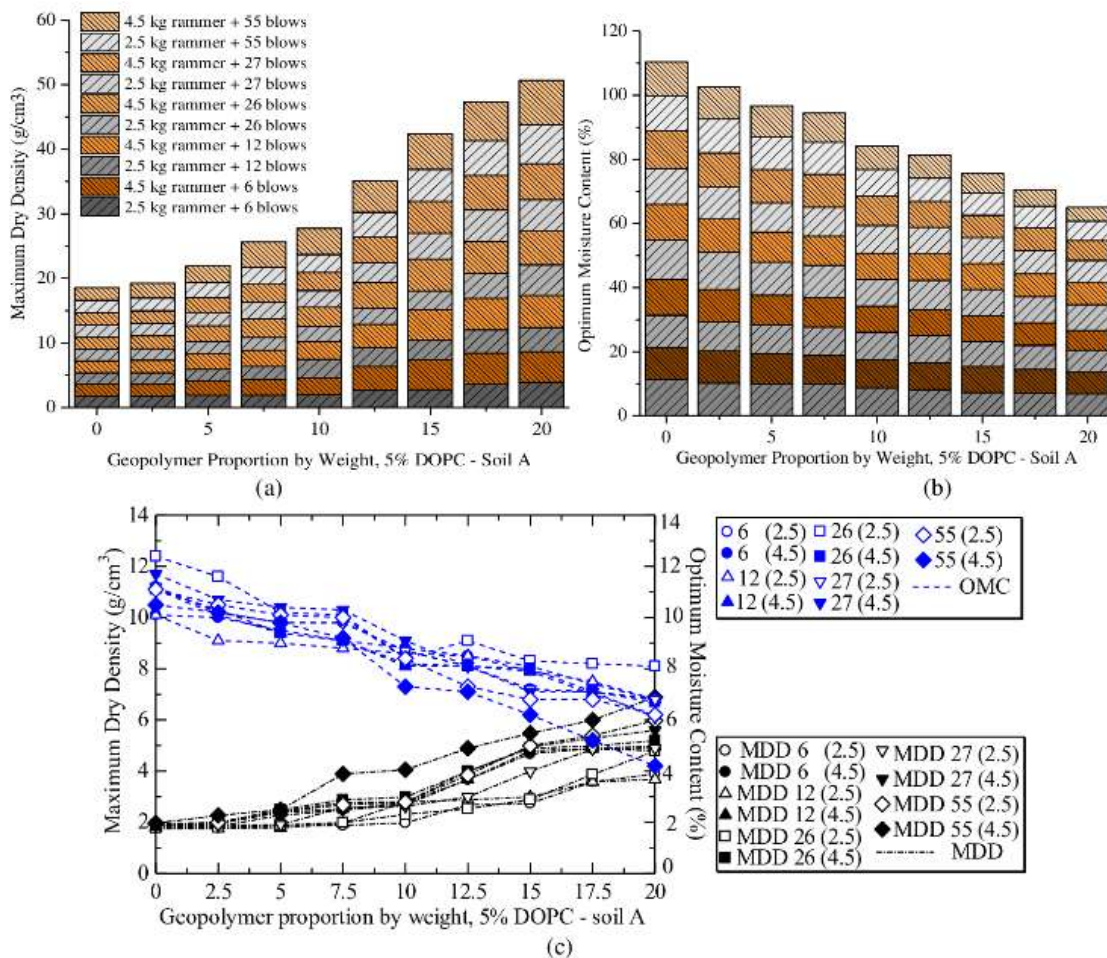 60
50
40
30
20
10
0
Maximum Dry Density (g/cm3)
4.5 kg rammer + 55 blows
2.5 kg rammer + 55 blows
4.5 kg rammer + 27 blows
2.5 kg rammer + 27 blows
4.5 kg rammer + 26 blows
2.5 kg rammer + 26 blows
4.5 kg rammer + 12 blows
2.5 kg rammer + 12 blows
4.5 kg rammer + 6 blows
2.5 kg rammer + 6 blows
0 5 10 15 20
Geopolymer Proportion by Weight, 5% DOPC - Soil A
(a)
120
100
80
60
40
20
0
Optimum Moisture Content (%)
0 5 10 15 20
Geopolymer Proportion by Weight, 5% DOPC - Soil A
(b)
14
12
10
8
6
4
2
0
Maximum Dry Density (g/cm³)
14
12
10
8
6
4
2
0
Optimum Moisture Content (%)
0 2.5 5 7.5 10 12.5 15 17.5 20
Geopolymer proportion by weight, 5% DOPC - soil A
(c)
6 (2.5) 26 (2.5) 55 (2.5)
6 (4.5) 26 (4.5) 55 (4.5)
12 (2.5) 27 (2.5) OMC
12 (4.5) 27 (4.5)
MDD 6 (2.5) MDD 27 (2.5)
MDD 6 (4.5) MDD 27 (4.5)
MDD 12 (2.5) MDD 55 (2.5)
MDD 12 (4.5) MDD 55 (4.5)
MDD 26 (2.5) MDD
MDD 26 (4.5)